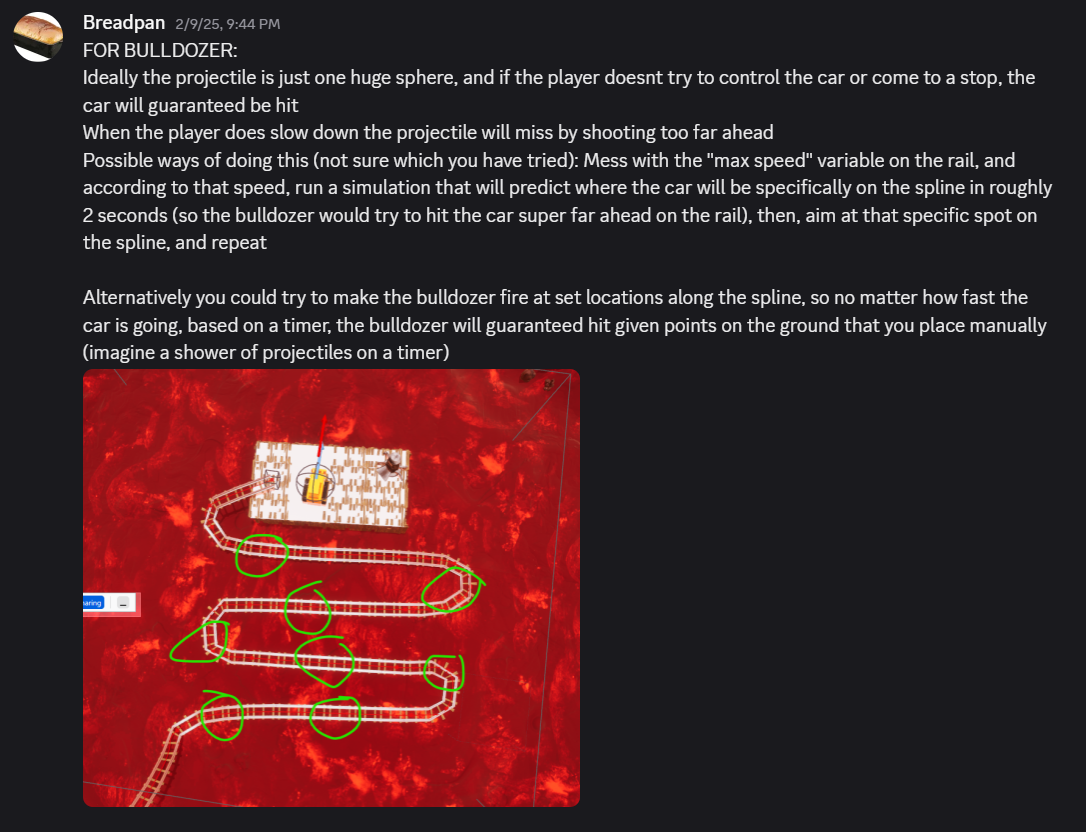 Breadpan 2/9/25, 9:44 PM
FOR BULLDOZER:
Ideally the projectile is just one huge sphere, and if the player doesnt try to control the car or come to a stop, the
car will guaranteed be hit
When the player does slow down the projectile will miss by shooting too far ahead
Possible ways of doing this (not sure which you have tried): Mess with the "max speed" variable on the rail, and
according to that speed, run a simulation that will predict where the car will be specifically on the spline in roughly
2 seconds (so the bulldozer would try to hit the car super far ahead on the rail), then, aim at that specific spot on
the spline, and repeat
Alternatively you could try to make the bulldozer fire at set locations along the spline, so no matter how fast the
car is going, based on a timer, the bulldozer will guaranteed hit given points on the ground that you place manually
(imagine a shower of projectiles on a timer)
aring